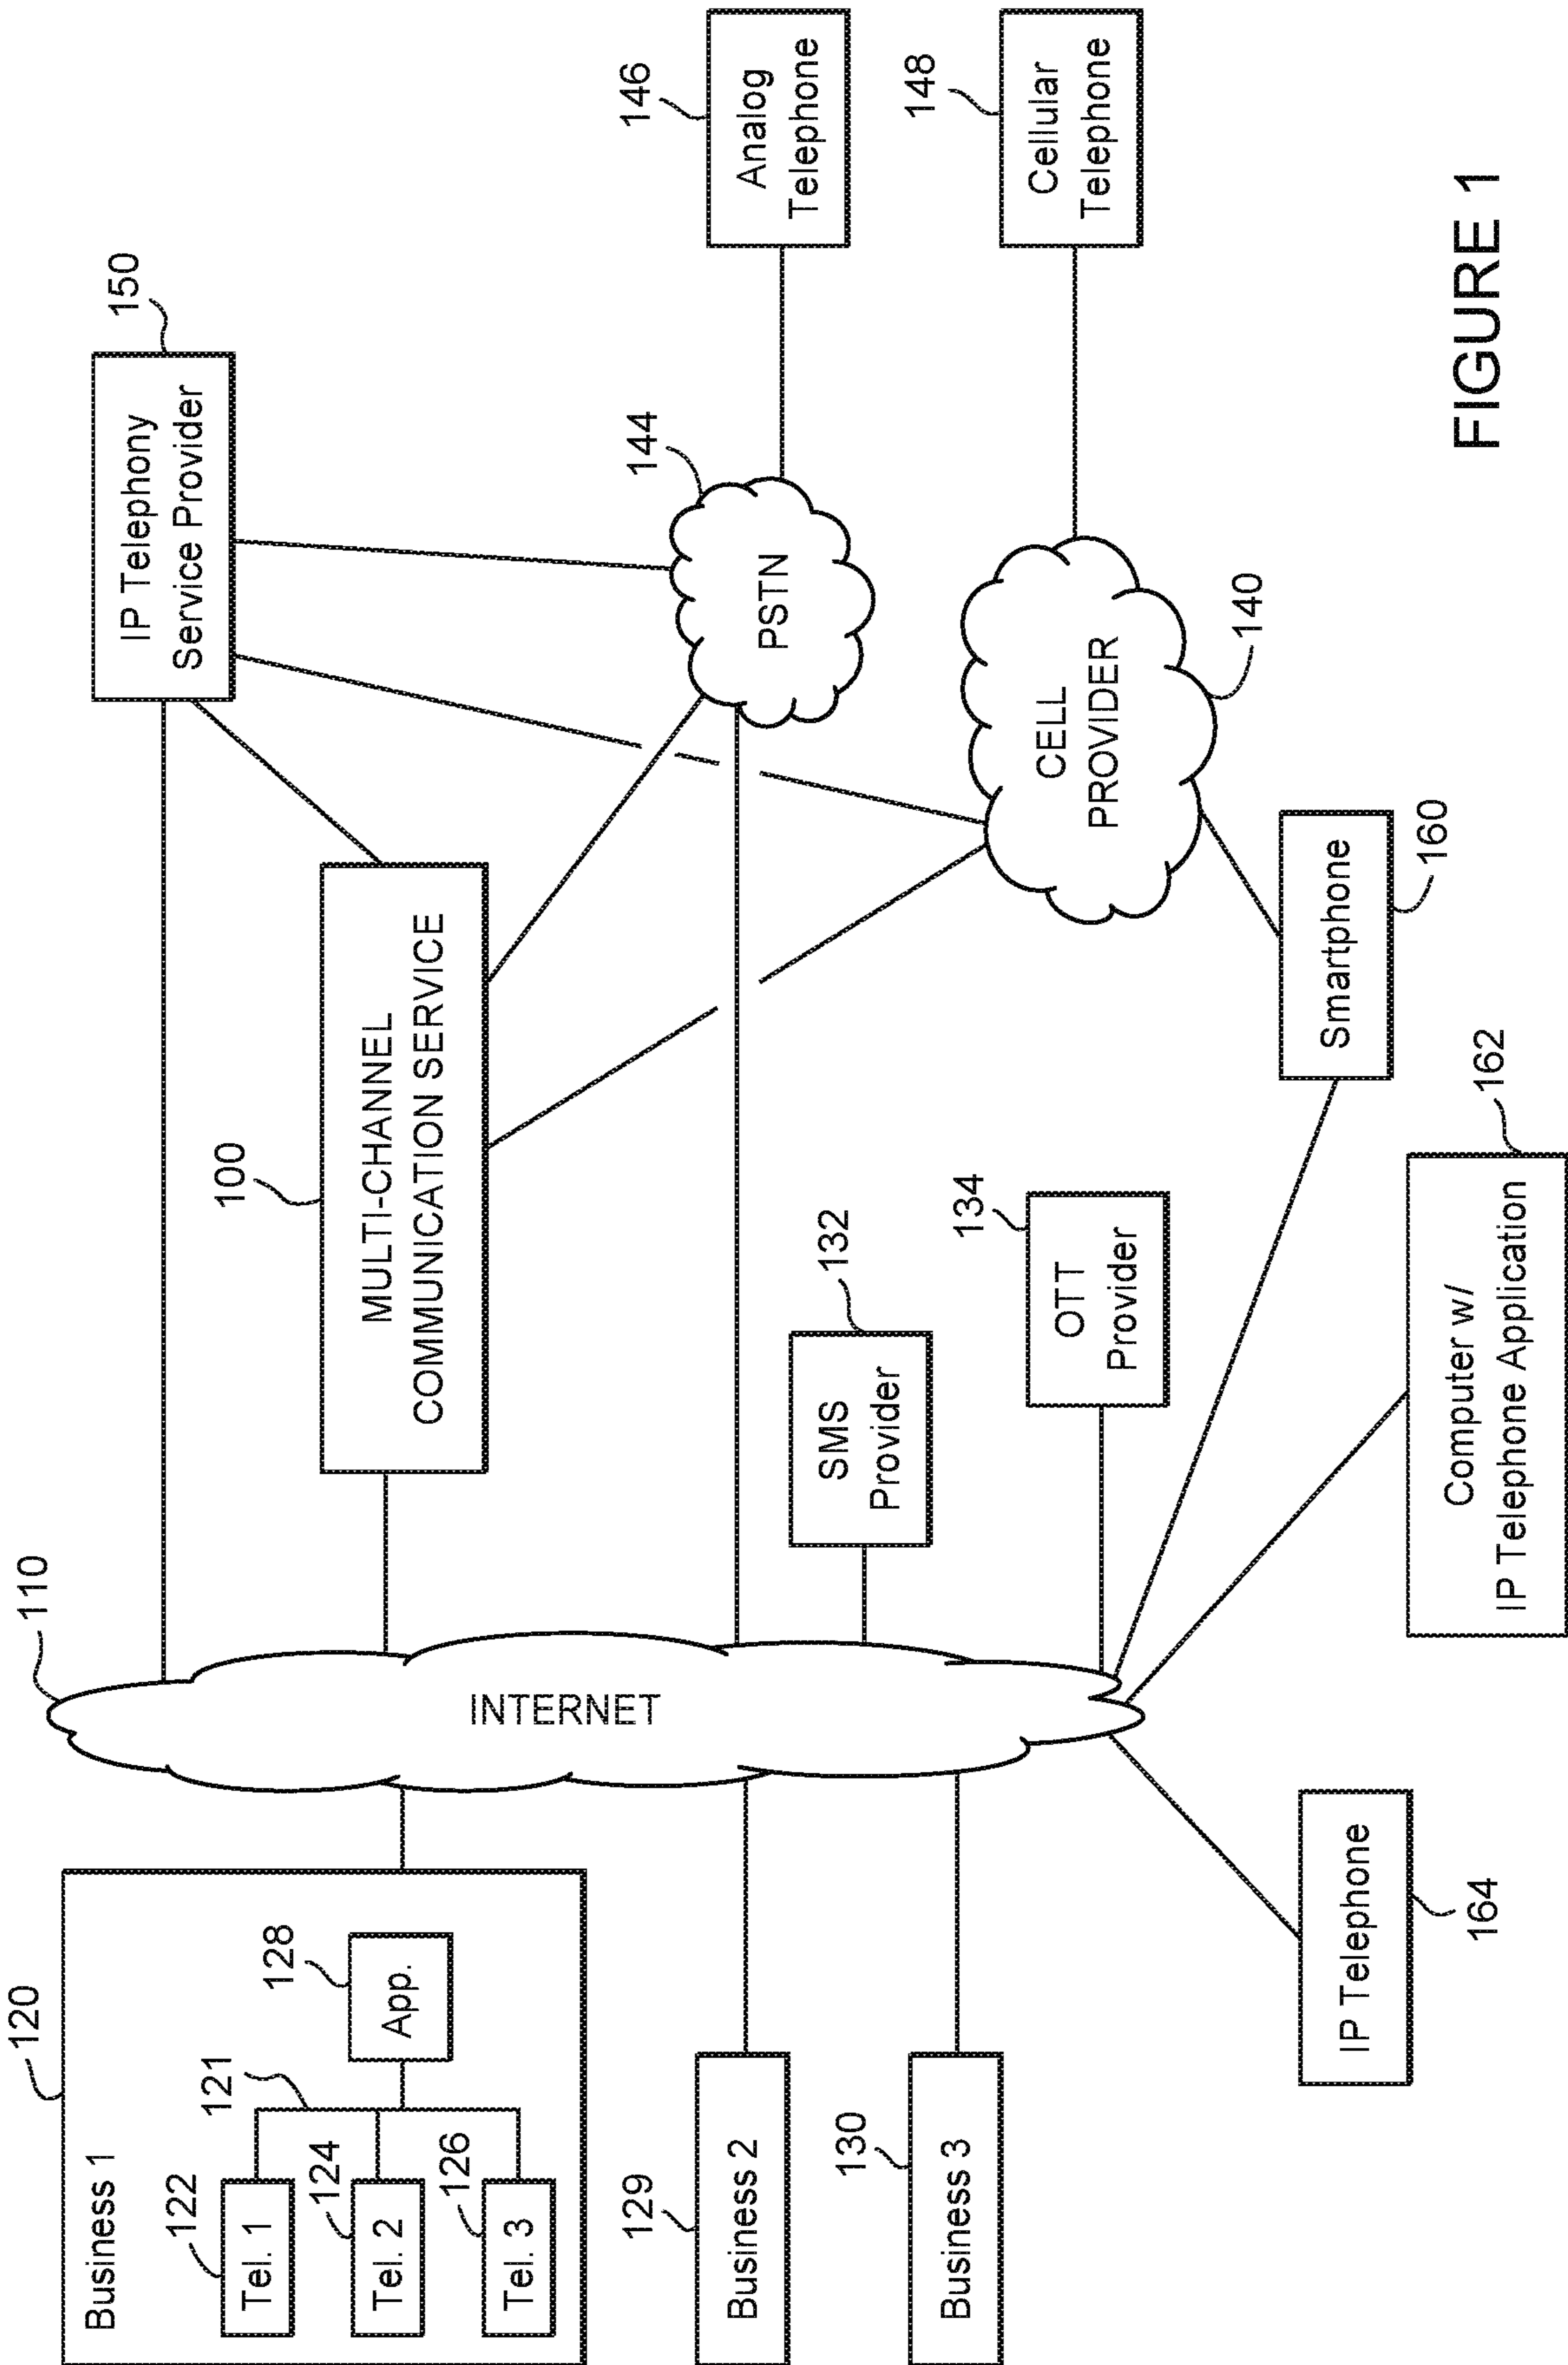 120
Business 1
122
Tel. 1
124
Tel. 2
126
Tel. 3
121
128
App.
129
Business 2
130
Business 3
110
INTERNET
100
MULTI-CHANNEL
COMMUNICATION SERVICE
150
IP Telephony
Service Provider
132
SMS
Provider
134
OTT
Provider
144
PSTN
146
Analog
Telephone
CELL
PROVIDER
140
148
Cellular
Telephone
IP Telephone
164
Computer w/
IP Telephone Application
162
Smartphone
160
FIGURE 1